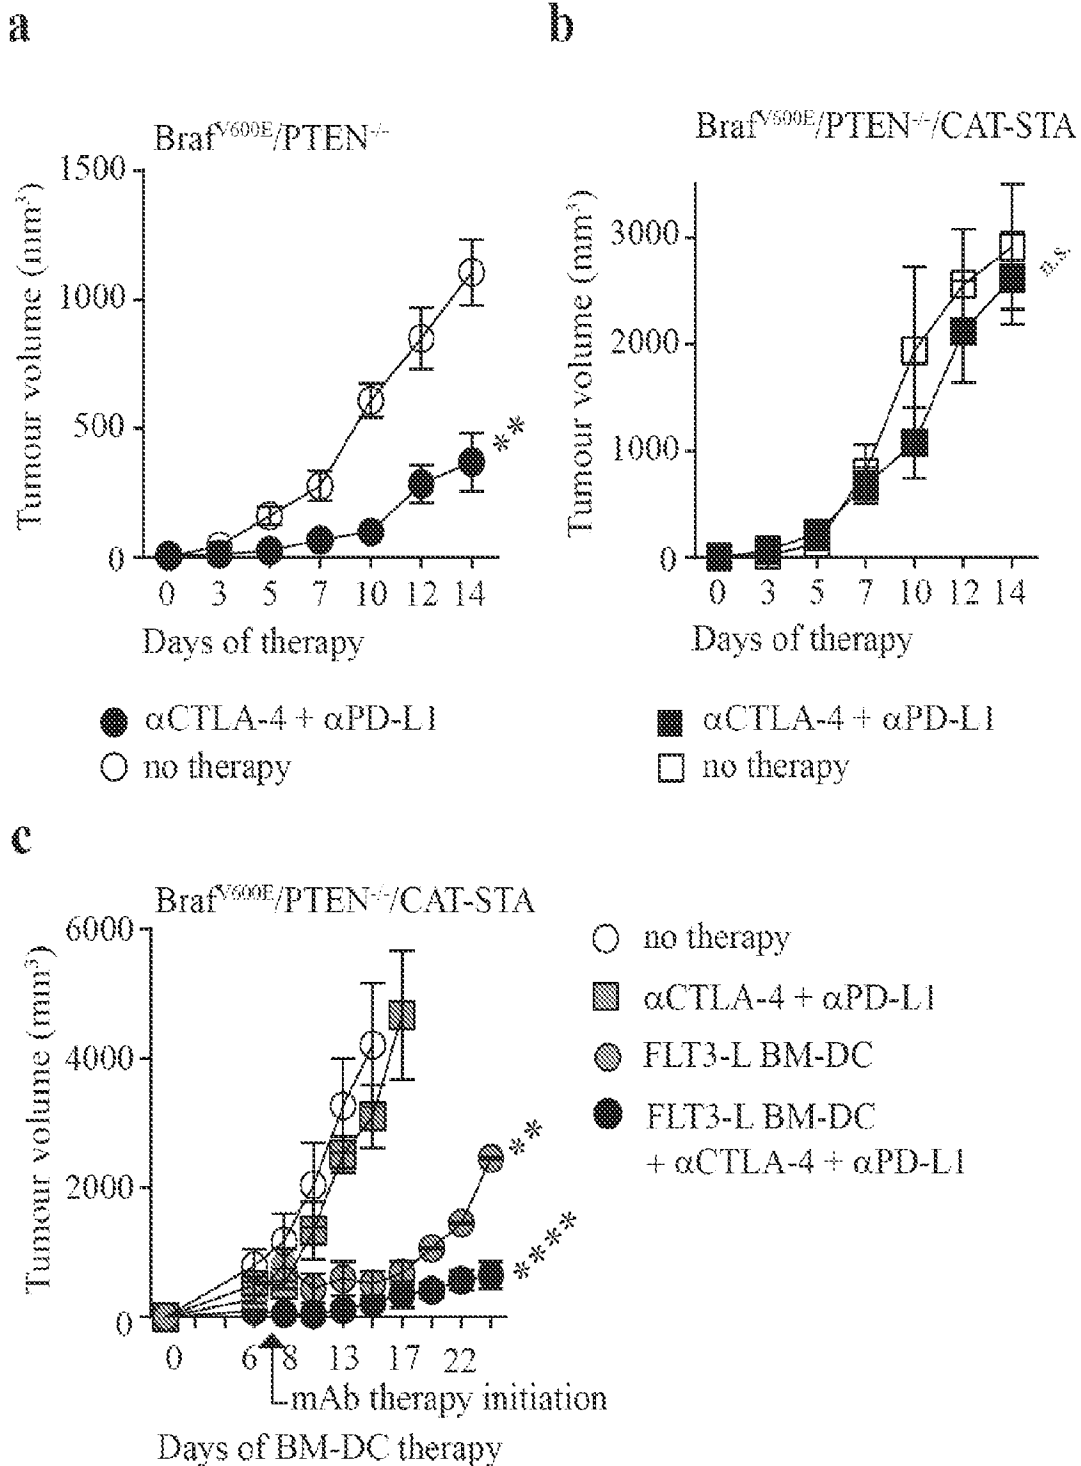 a
Braf^V600E/PTEN^-/-
1500
1000
500
0
Tumour volume (mm³)
**
0 3 5 7 10 12 14
Days of therapy
αCTLA-4 + αPD-L1
no therapy
b
Braf^V600E/PTEN^-/-/CAT-STA
3000
2000
1000
0
Tumour volume (mm³)
n.s.
0 3 5 7 10 12 14
Days of therapy
αCTLA-4 + αPD-L1
no therapy
c
Braf^V600E/PTEN^-/-/CAT-STA
6000
4000
2000
0
Tumour volume (mm³)
**
****
0 6 8 13 17 22
mAb therapy initiation
Days of BM-DC therapy
no therapy
αCTLA-4 + αPD-L1
FLT3-L BM-DC
FLT3-L BM-DC
+ αCTLA-4 + αPD-L1